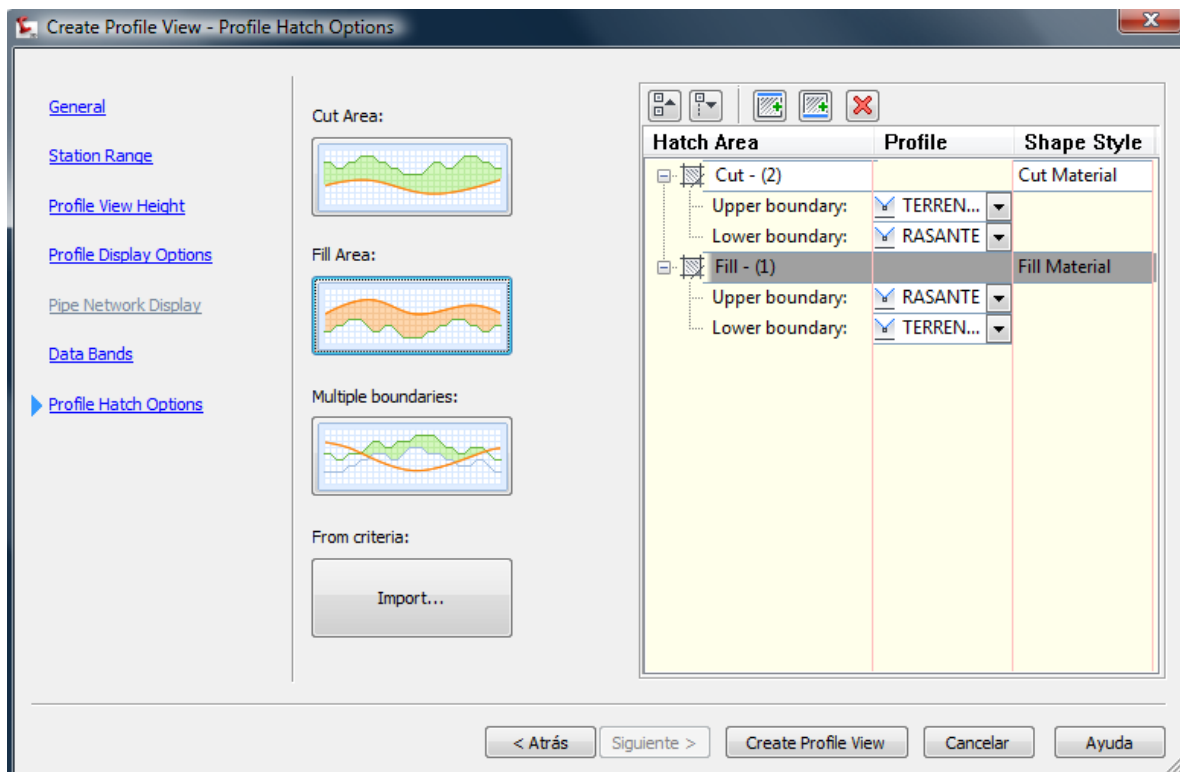 Create Profile View - Profile Hatch Options
General
Station Range
Profile View Height
Profile Display Options
Pipe Network Display
Data Bands
Profile Hatch Options
Cut Area:
Fill Area:
Multiple boundaries:
From criteria:
Import...
Hatch Area Profile Shape Style
Cut - (2) Cut Material
Upper boundary: TERREN...
Lower boundary: RASANTE
Fill - (1) Fill Material
Upper boundary: RASANTE
Lower boundary: TERREN...
< Atrás Siguiente > Create Profile View Cancelar Ayuda